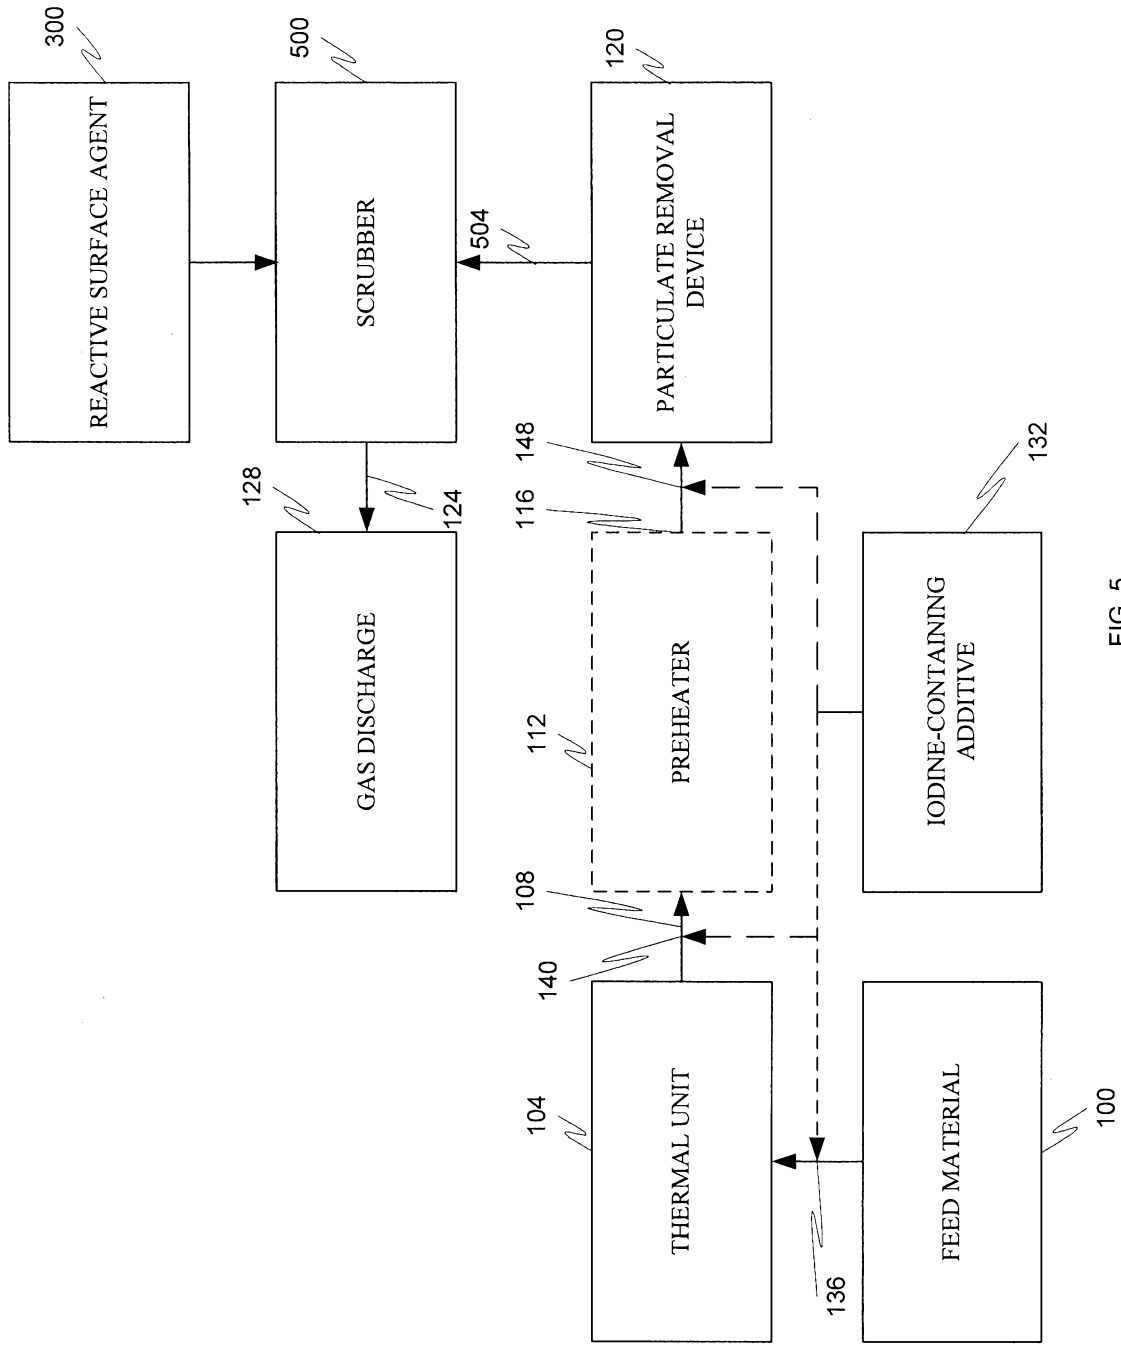 FEED MATERIAL
100
136
THERMAL UNIT
104
140
108
PREHEATER
112
116
148
IODINE-CONTAINING
ADDITIVE
132
PARTICULATE REMOVAL
DEVICE
120
504
SCRUBBER
500
REACTIVE SURFACE AGENT
300
124
GAS DISCHARGE
128
FIG. 5